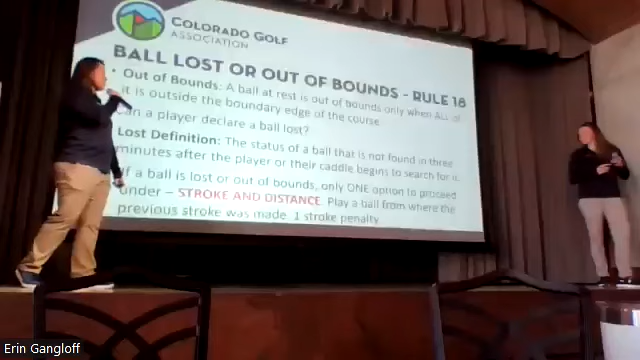 COLORADO GOLF
ASSOCIATION
BALL LOST OR OUT OF BOUNDS - RULE 18
• Out of Bounds: A ball at rest is out of bounds only when ALL of
it is outside the boundary edge of the course.
can a player declare a ball lost?
Lost Definition: The status of a ball that is not found in three
minutes after the player or their caddie begins to search for it.
If a ball is lost or out of bounds, only ONE option to proceed
under – STROKE AND DISTANCE. Play a ball from where the
previous stroke was made. 1 stroke penalty
Erin Gangloff